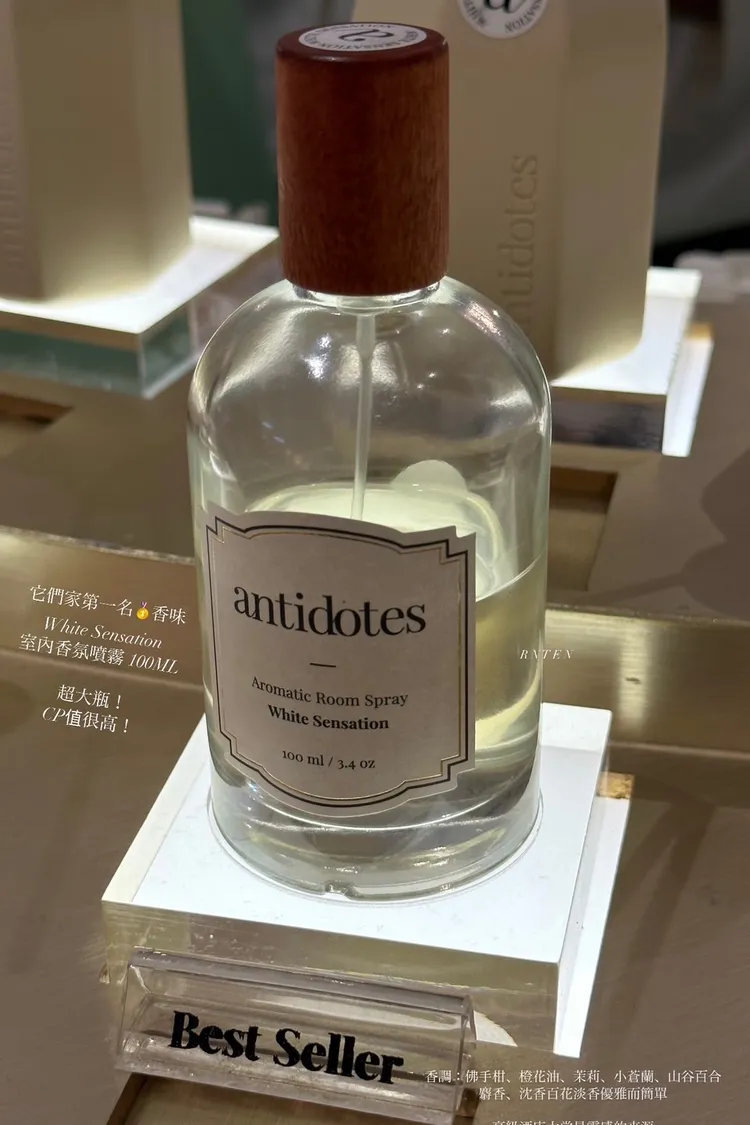 antidotes
它們家第一名🏅香味
White Sensation
室內香氛噴霧 100ML
超大瓶！
CP值很高！
antidotes
—
Aromatic Room Spray
White Sensation
100 ml / 3.4 oz
RNTEN
Best Seller
香調：佛手柑、橙花油、茉莉、小蒼蘭、山谷百合
麝香、沈香百花淡香優雅而簡單